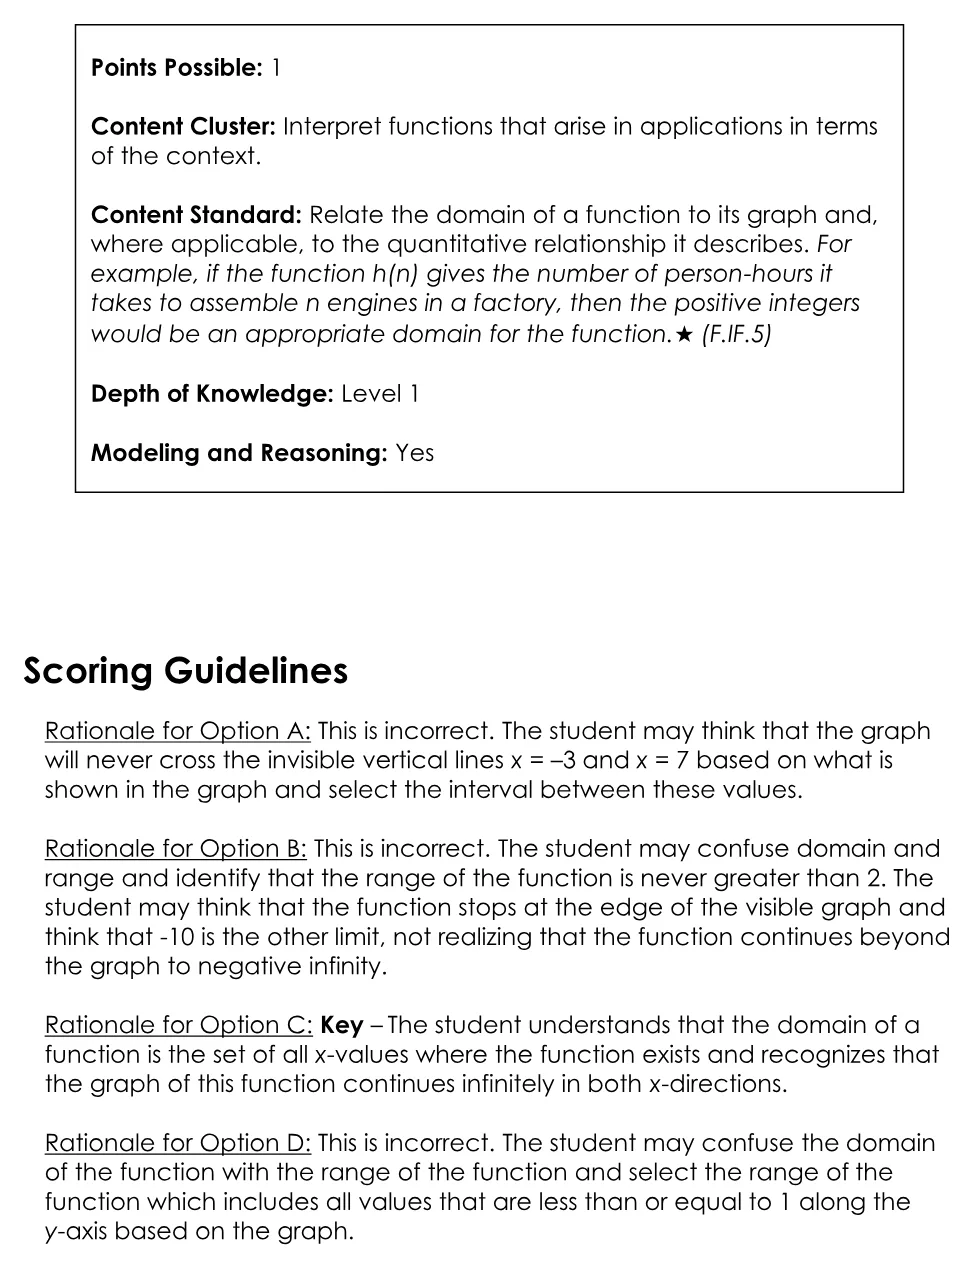 Points Possible: 1
Content Cluster: Interpret functions that arise in applications in terms
of the context.
Content Standard: Relate the domain of a function to its graph and,
where applicable, to the quantitative relationship it describes. For
example, if the function h(n) gives the number of person-hours it
takes to assemble n engines in a factory, then the positive integers
would be an appropriate domain for the function.★ (F.IF.5)
Depth of Knowledge: Level 1
Modeling and Reasoning: Yes
Scoring Guidelines
Rationale for Option A: This is incorrect. The student may think that the graph
will never cross the invisible vertical lines x = –3 and x = 7 based on what is
shown in the graph and select the interval between these values.
Rationale for Option B: This is incorrect. The student may confuse domain and
range and identify that the range of the function is never greater than 2. The
student may think that the function stops at the edge of the visible graph and
think that -10 is the other limit, not realizing that the function continues beyond
the graph to negative infinity.
Rationale for Option C: Key – The student understands that the domain of a
function is the set of all x-values where the function exists and recognizes that
the graph of this function continues infinitely in both x-directions.
Rationale for Option D: This is incorrect. The student may confuse the domain
of the function with the range of the function and select the range of the
function which includes all values that are less than or equal to 1 along the
y-axis based on the graph.